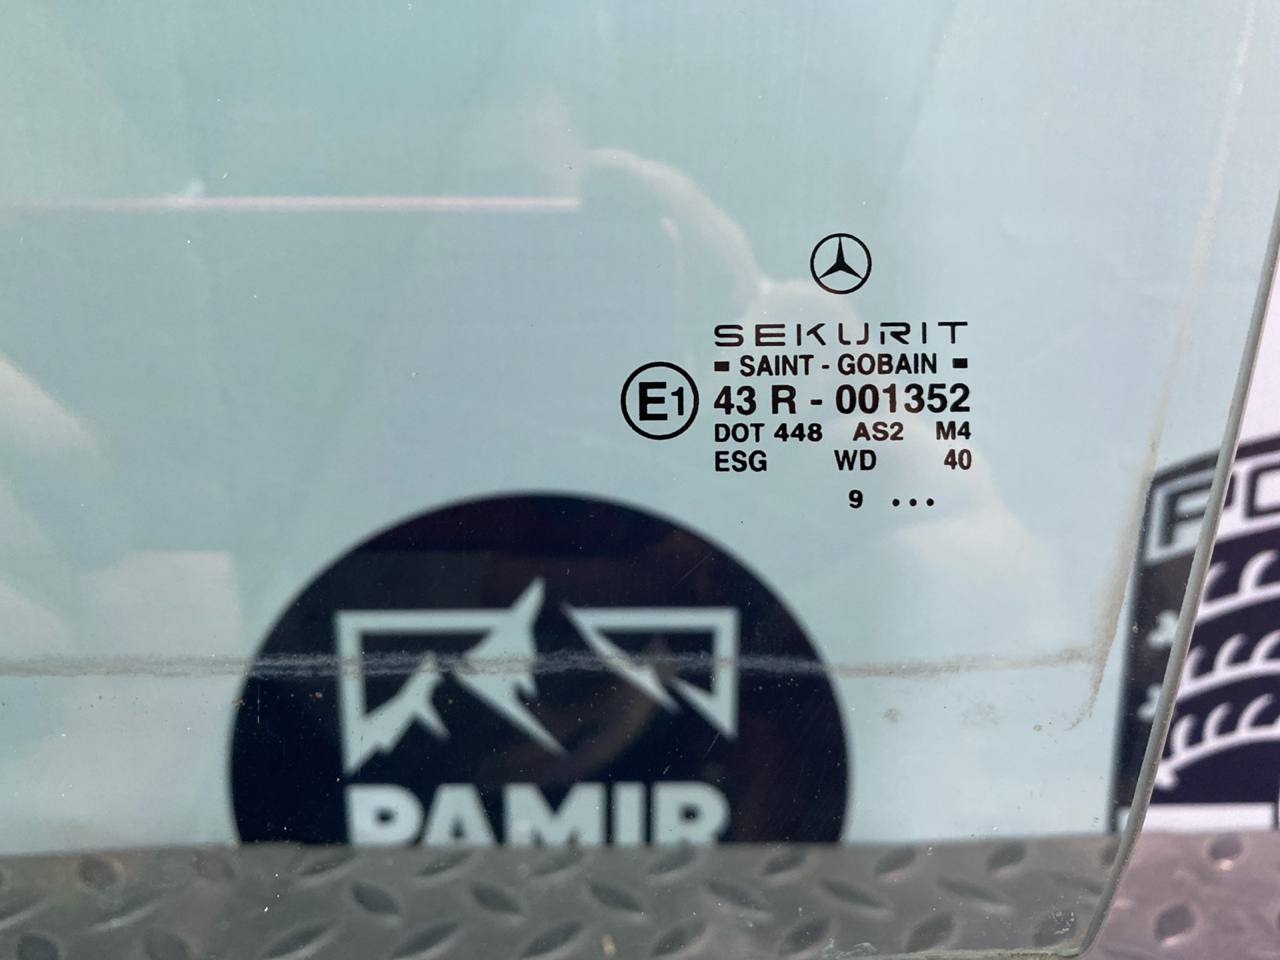 SEKURIT
- SAINT - GOBAIN -
E1 43 R - 001352
DOT 448 AS2 M4
ESG WD 40
9 ...
PAMIR